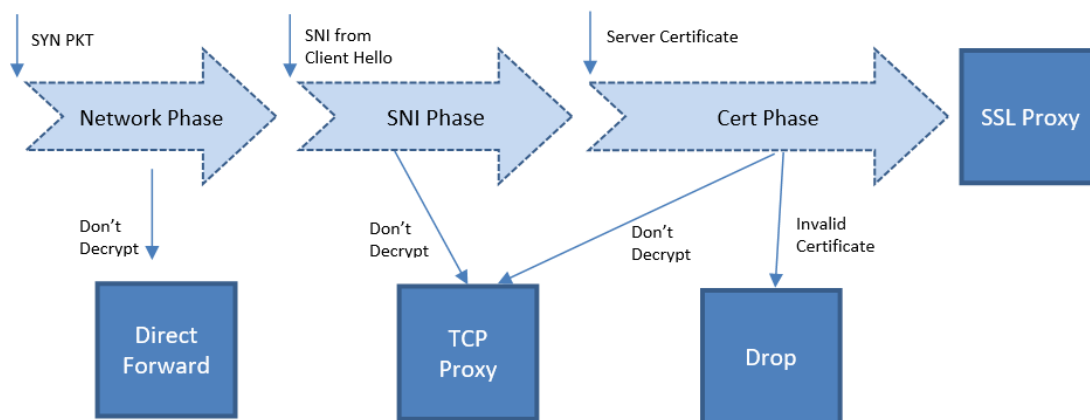 SYN PKT
SNI from
Client Hello
Server Certificate
Network Phase
SNI Phase
Cert Phase
SSL Proxy
Don’t
Decrypt
Don’t
Decrypt
Don’t
Decrypt
Invalid
Certificate
Direct
Forward
TCP
Proxy
Drop